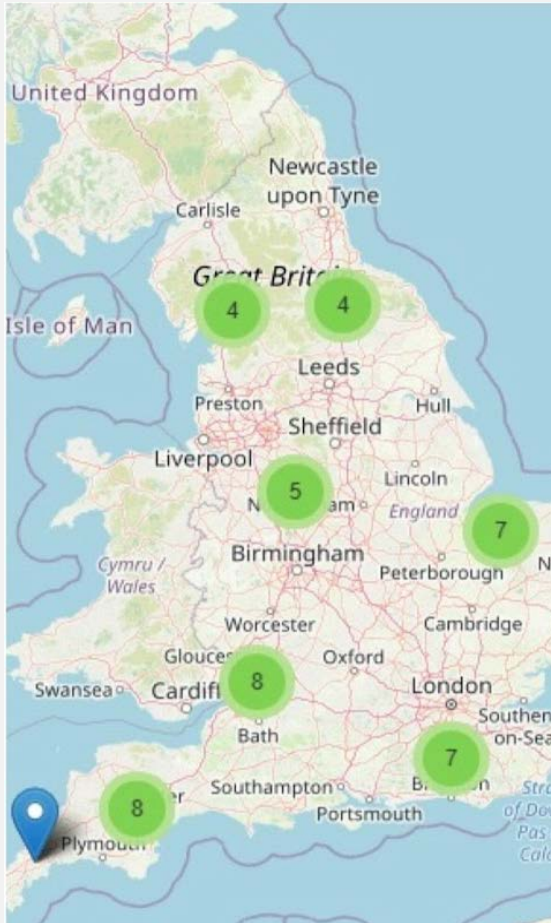 United Kingdom
Newcastle
upon Tyne
Carlisle
4
4
Isle of Man
Leeds
Preston
Hull
Sheffield
Liverpool
Lincoln
5
England
7
Birmingham
Cymru /
Wales
Peterborough
Worcester
Cambridge
Oxford
8
Swansea
London
Bath
7
8
Southampton
Portsmouth